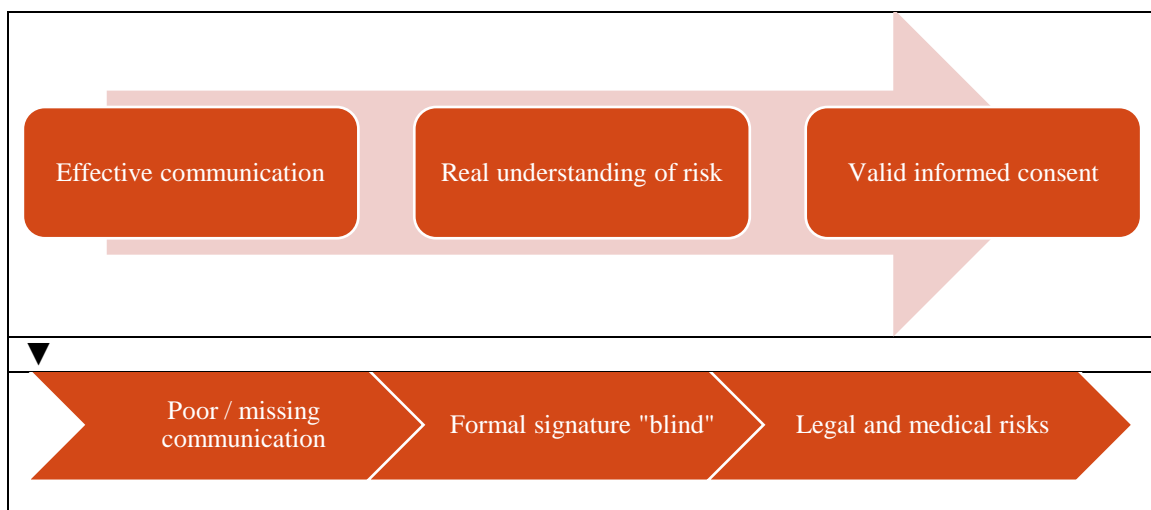 Effective communication
Real understanding of risk
Valid informed consent
Poor / missing
communication
Formal signature "blind"
Legal and medical risks